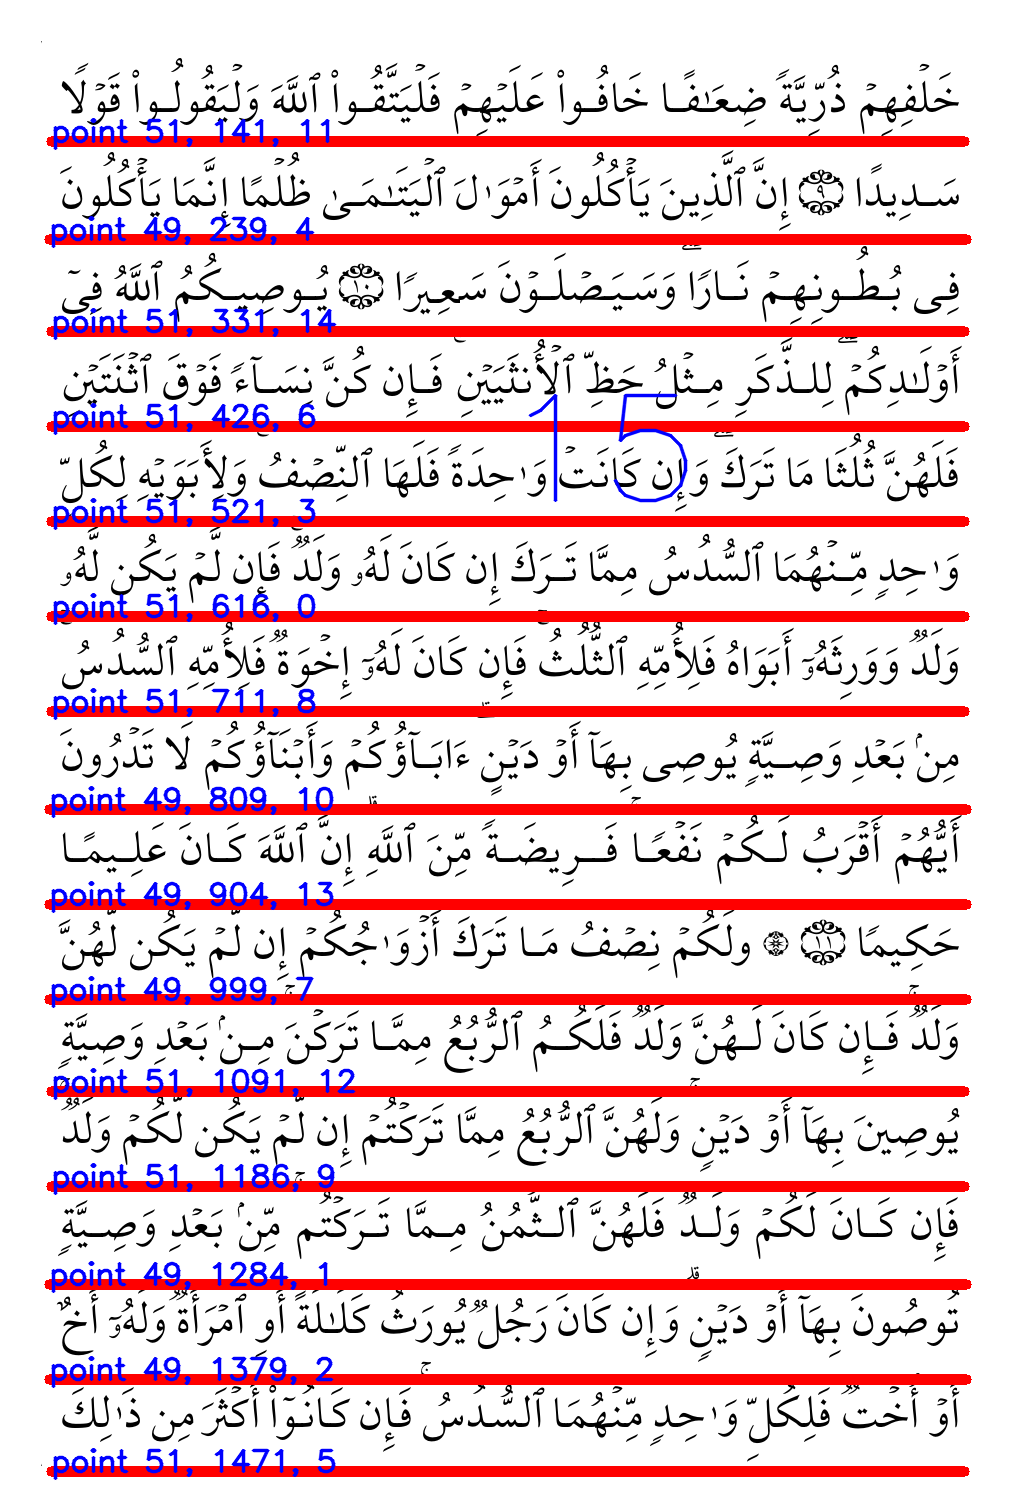 خَلۡفِهِمۡ ذُرِّيَّةٗ ضِعَٰفًا خَافُواْ عَلَيۡهِمۡ فَلۡيَتَّقُواْ ٱللَّهَ وَلۡيَقُولُواْ قَوۡلٗا
point 51, 141, 11
سَدِيدًا ٩ إِنَّ ٱلَّذِينَ يَأۡكُلُونَ أَمۡوَٰلَ ٱلۡيَتَٰمَىٰ ظُلۡمًا إِنَّمَا يَأۡكُلُونَ
point 49, 239, 4
فِي بُطُونِهِمۡ نَارٗاۖ وَسَيَصۡلَوۡنَ سَعِيرٗا ١٠ يُوصِيكُمُ ٱللَّهُ فِيٓ
point 51, 331, 14
أَوۡلَٰدِكُمۡۖ لِلذَّكَرِ مِثۡلُ حَظِّ ٱلۡأُنثَيَيۡنِۚ فَإِن كُنَّ نِسَآءٗ فَوۡقَ ٱثۡنَتَيۡنِ
point 51, 426, 6
15
فَلَهُنَّ ثُلُثَا مَا تَرَكَۖ وَإِن كَانَتۡ وَٰحِدَةٗ فَلَهَا ٱلنِّصۡفُۚ وَلِأَبَوَيۡهِ لِكُلِّ
point 51, 521, 3
وَٰحِدٖ مِّنۡهُمَا ٱلسُّدُسُ مِمَّا تَرَكَ إِن كَانَ لَهُۥ وَلَدٞۚ فَإِن لَّمۡ يَكُن لَّهُۥ
point 51, 616, 0
وَلَدٞ وَوَرِثَهُۥٓ أَبَوَاهُ فَلِأُمِّهِ ٱلثُّلُثُۚ فَإِن كَانَ لَهُۥٓ إِخۡوَةٞ فَلِأُمِّهِ ٱلسُّدُسُۚ
point 51, 711, 8
مِنۢ بَعۡدِ وَصِيَّةٖ يُوصِي بِهَآ أَوۡ دَيۡنٍۗ ءَابَآؤُكُمۡ وَأَبۡنَآؤُكُمۡ لَا تَدۡرُونَ
point 49, 809, 10
أَيُّهُمۡ أَقۡرَبُ لَكُمۡ نَفۡعٗاۚ فَرِيضَةٗ مِّنَ ٱللَّهِۗ إِنَّ ٱللَّهَ كَانَ عَلِيمًا
point 49, 904, 13
حَكِيمٗا ١١ ۞ وَلَكُمۡ نِصۡفُ مَا تَرَكَ أَزۡوَٰجُكُمۡ إِن لَّمۡ يَكُن لَّهُنَّ
point 49, 999, 7
وَلَدٞۚ فَإِن كَانَ لَهُنَّ وَلَدٞ فَلَكُمُ ٱلرُّبُعُ مِمَّا تَرَكۡنَۚ مِنۢ بَعۡدِ وَصِيَّةٖ
point 51, 1091, 12
يُوصِينَ بِهَآ أَوۡ دَيۡنٖۚ وَلَهُنَّ ٱلرُّبُعُ مِمَّا تَرَكۡتُمۡ إِن لَّمۡ يَكُن لَّكُمۡ وَلَدٞۚ
point 51, 1186, 9
فَإِن كَانَ لَكُمۡ وَلَدٞ فَلَهُنَّ ٱلثُّمُنُ مِمَّا تَرَكۡتُمۚ مِّنۢ بَعۡدِ وَصِيَّةٖ
point 49, 1284, 1
تُوصُونَ بِهَآ أَوۡ دَيۡنٖۗ وَإِن كَانَ رَجُلٞ يُورَثُ كَلَٰلَةً أَوِ ٱمۡرَأَةٞ وَلَهُۥٓ أَخٌ
point 49, 1379, 2
أَوۡ أُخۡتٞ فَلِكُلِّ وَٰحِدٖ مِّنۡهُمَا ٱلسُّدُسُۚ فَإِن كَانُوٓاْ أَكۡثَرَ مِن ذَٰلِكَ
point 51, 1471, 5